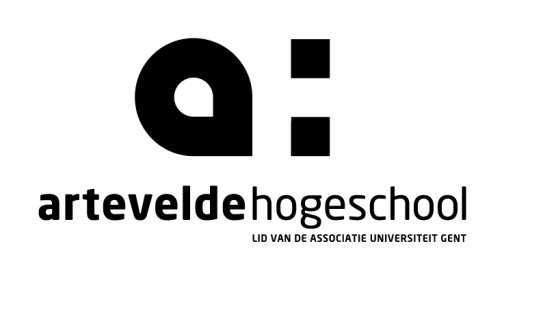 a:
arteveldehogeschool
LID VAN DE ASSOCIATIE UNIVERSITEIT GENT